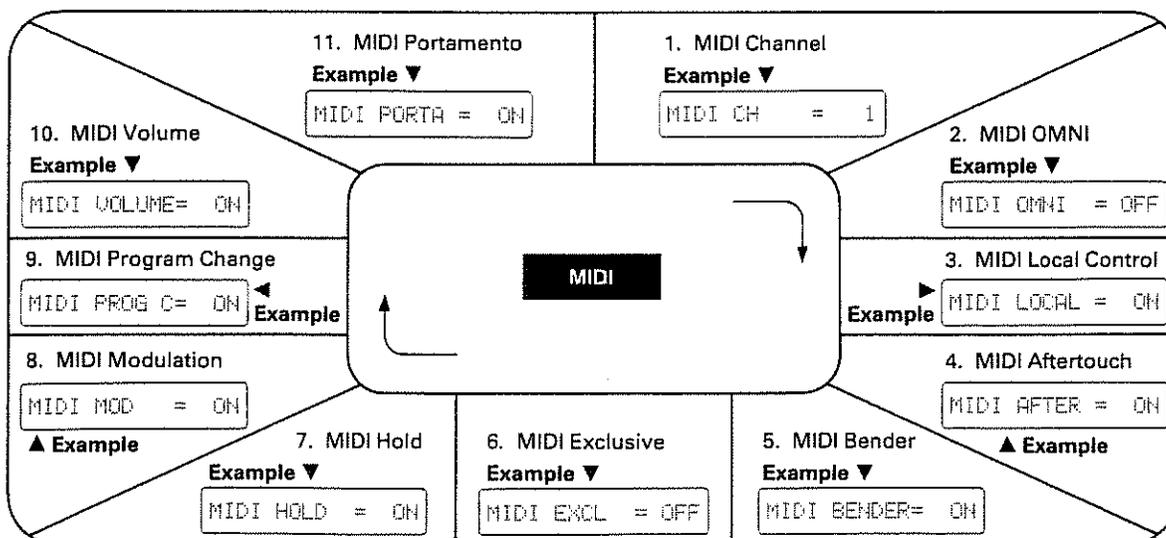 11. MIDI Portamento
Example ▼
MIDI PORTA = ON
1. MIDI Channel
Example ▼
MIDI CH = 1
10. MIDI Volume
Example ▼
MIDI VOLUME= ON
2. MIDI OMNI
Example ▼
MIDI OMNI = OFF
9. MIDI Program Change
MIDI PROG C= ON
◄ Example
MIDI
3. MIDI Local Control
► Example
MIDI LOCAL = ON
8. MIDI Modulation
MIDI MOD = ON
▲ Example
4. MIDI Aftertouch
MIDI AFTER = ON
▲ Example
7. MIDI Hold
Example ▼
MIDI HOLD = ON
6. MIDI Exclusive
Example ▼
MIDI EXCL = OFF
5. MIDI Bender
Example ▼
MIDI BENDER= ON